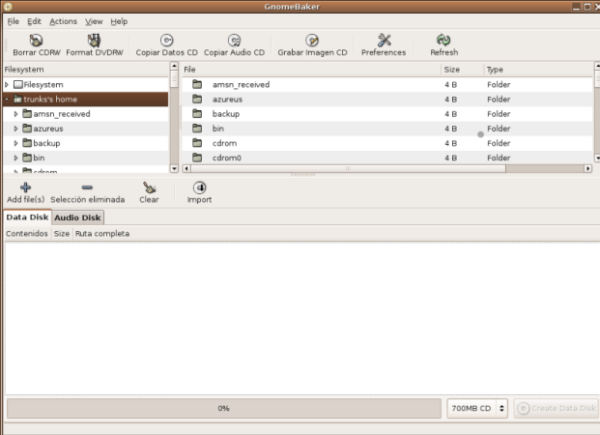 GnomeBaker
File Edit Actions View Help
Borrar CDRW Format DVDRW Copiar Datos CD Copiar Audio CD Grabar Imagen CD Preferences Refresh
Filesystem File Size Type
Filesystem amsn_received 4 B Folder
trunks's home azureus 4 B Folder
amsn_received backup 4 B Folder
azureus bin 4 B Folder
backup cdrom 4 B Folder
bin cdrom0 4 B Folder
cdrom
Add file(s) Selección eliminada Clear Import
Data Disk Audio Disk
Contenidos Size Ruta completa
0% 700MB CD Create Data Disk